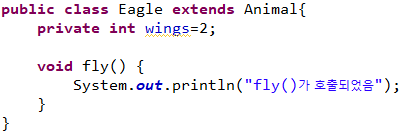 public class Eagle extends Animal{
    private int wings=2;

    void fly() {
        System.out.println("fly()가 호출되었음");
    }
}